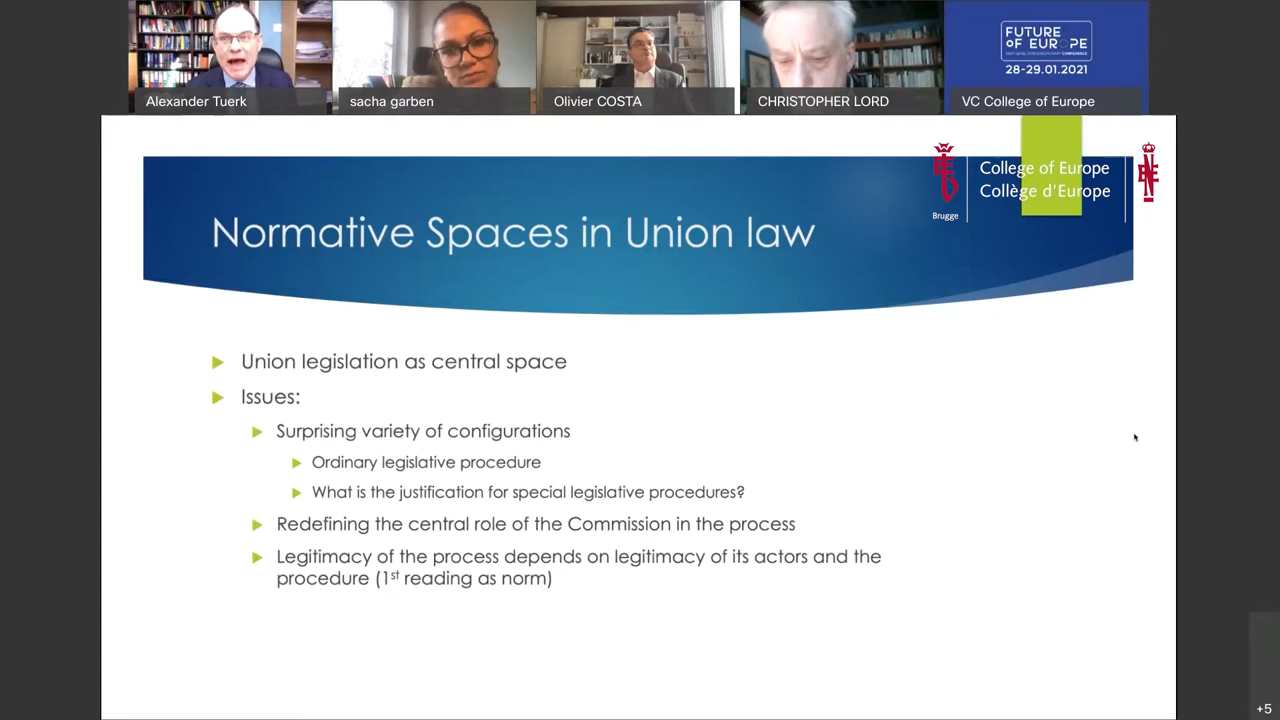 FUTURE
OF EUROPE
28-29.01.2021
Alexander Tuerk
sacha garben
Olivier COSTA
CHRISTOPHER LORD
VC College of Europe
College of Europe
Collège d'Europe
Brugge
Normative Spaces in Union law
Union legislation as central space
Issues:
Surprising variety of configurations
Ordinary legislative procedure
What is the justification for special legislative procedures?
Redefining the central role of the Commission in the process
Legitimacy of the process depends on legitimacy of its actors and the
procedure (1st reading as norm)
+5